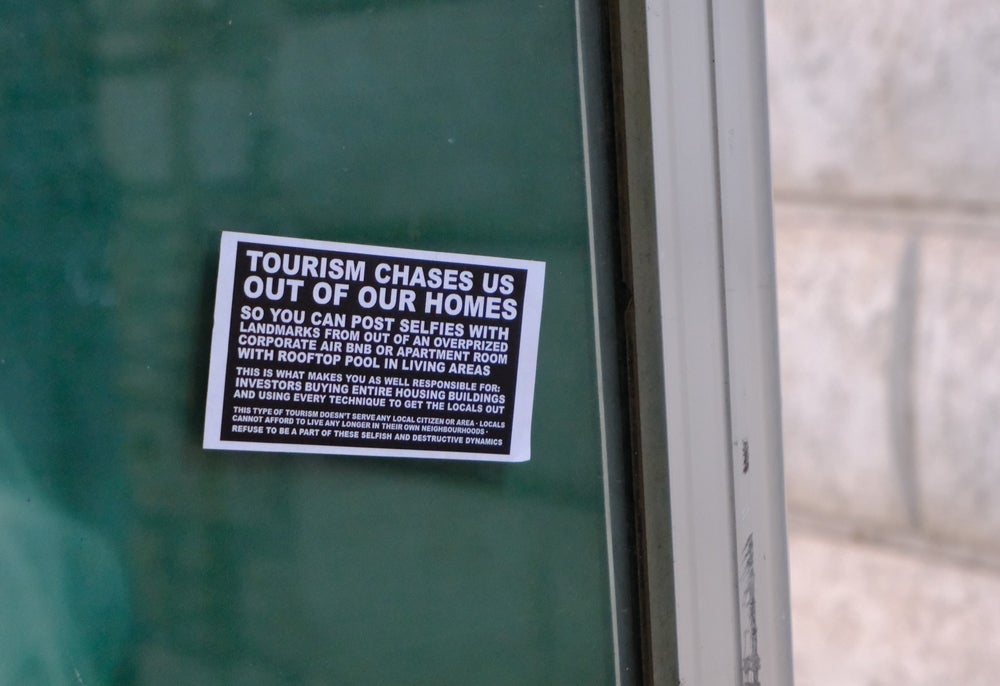 TOURISM CHASES US
OUT OF OUR HOMES
SO YOU CAN POST SELFIES WITH
LANDMARKS FROM OUT OF AN OVERPRIZED
CORPORATE AIR BNB OR APARTMENT ROOM
WITH ROOFTOP POOL IN LIVING AREAS
THIS IS WHAT MAKES YOU AS WELL RESPONSIBLE FOR:
INVESTORS BUYING ENTIRE HOUSING BUILDINGS
AND USING EVERY TECHNIQUE TO GET THE LOCALS OUT
THIS TYPE OF TOURISM DOESN'T SERVE ANY LOCAL CITIZEN OR AREA - LOCALS
CANNOT AFFORD TO LIVE ANY LONGER IN THEIR OWN NEIGHBOURHOODS -
REFUSE TO BE A PART OF THESE SELFISH AND DESTRUCTIVE DYNAMICS